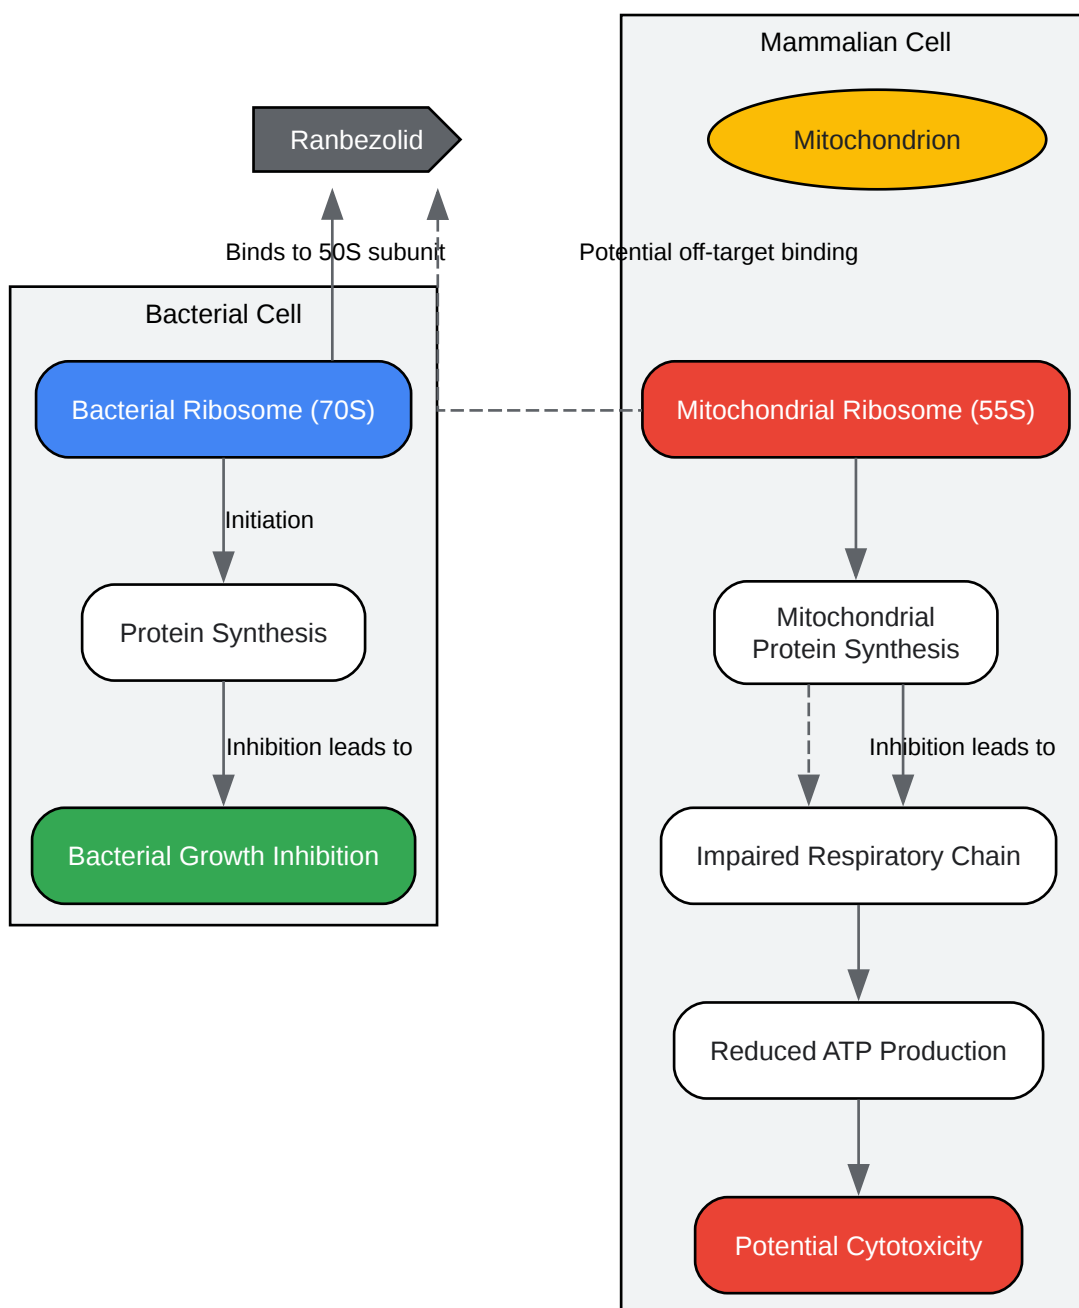 Mammalian Cell
Ranbezolid
Mitochondrion
Binds to 50S subunit
Potential off-target binding
Bacterial Cell
Bacterial Ribosome (70S)
Mitochondrial Ribosome (55S)
Initiation
Protein Synthesis
Mitochondrial
Protein Synthesis
Inhibition leads to
Inhibition leads to
Bacterial Growth Inhibition
Impaired Respiratory Chain
Reduced ATP Production
Potential Cytotoxicity